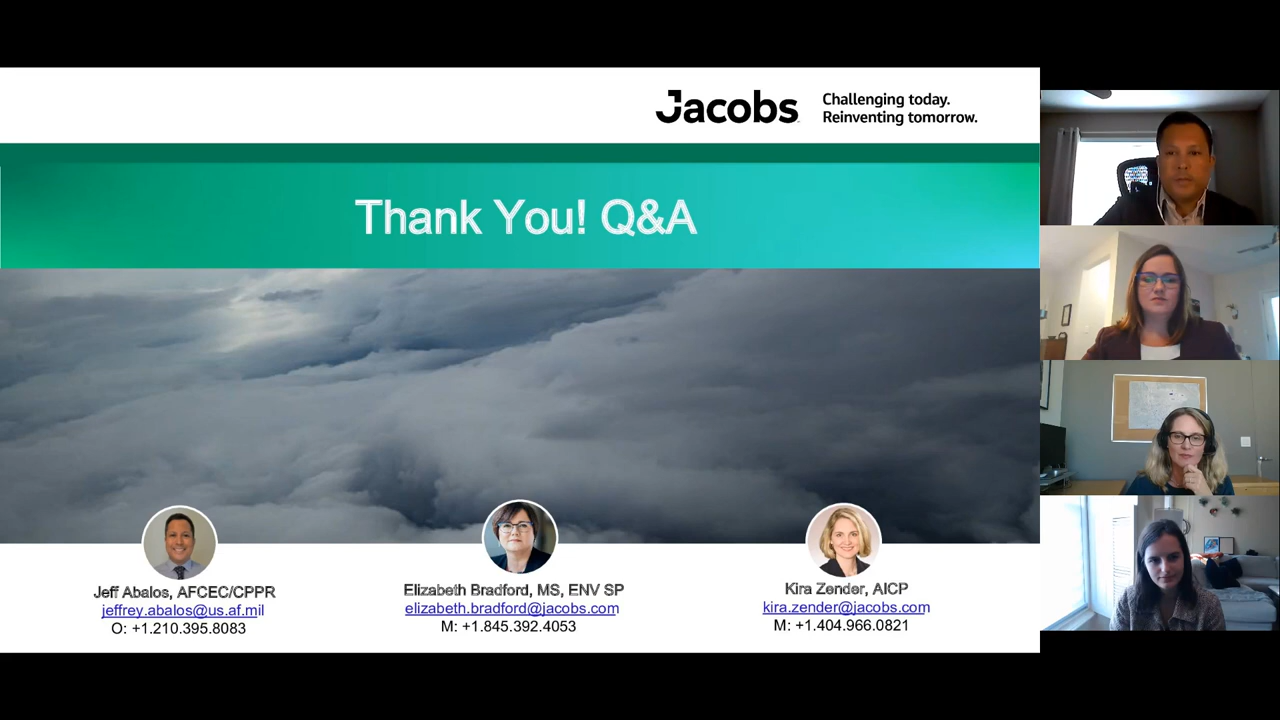 Jacobs
Challenging today.
Reinventing tomorrow.
Thank You! Q&A
Jeff Abalos, AFCEC/CPPR
jeffrey.abalos@us.af.mil
O: +1.210.395.8083
Elizabeth Bradford, MS, ENV SP
elizabeth.bradford@jacobs.com
M: +1.845.392.4053
Kira Zender, AICP
kira.zender@jacobs.com
M: +1.404.966.0821